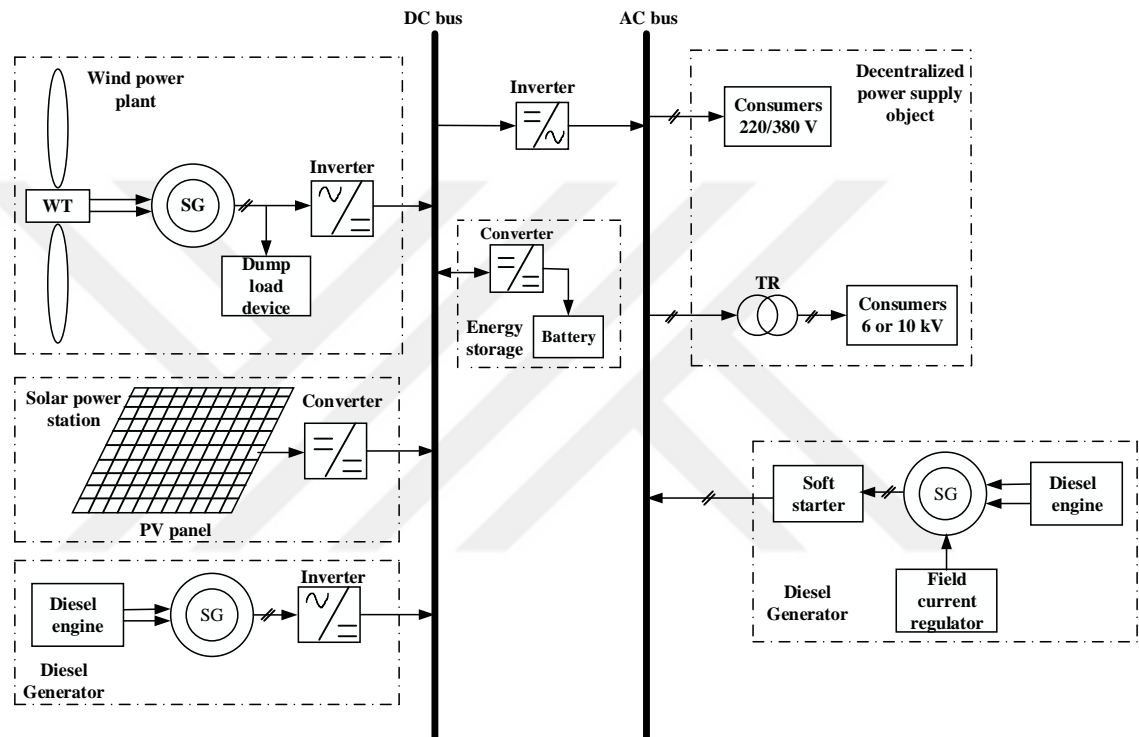 DC bus
AC bus
Wind power
plant
WT
SG
Inverter
Dump
load
device
Inverter
Converter
Energy
storage
Battery
Decentralized
power supply
object
Consumers
220/380 V
TR
Consumers
6 or 10 kV
Solar power
station
Converter
PV panel
Diesel
engine
SG
Inverter
Diesel
Generator
Soft
starter
SG
Diesel
engine
Field
current
regulator
Diesel
Generator